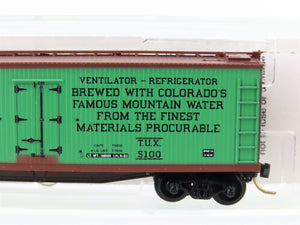 VENTILATOR - REFRIGERATOR
BREWED WITH COLORADO'S
FAMOUS MOUNTAIN WATER
FROM THE FINEST
MATERIALS PROCURABLE
T.U.X.
5100